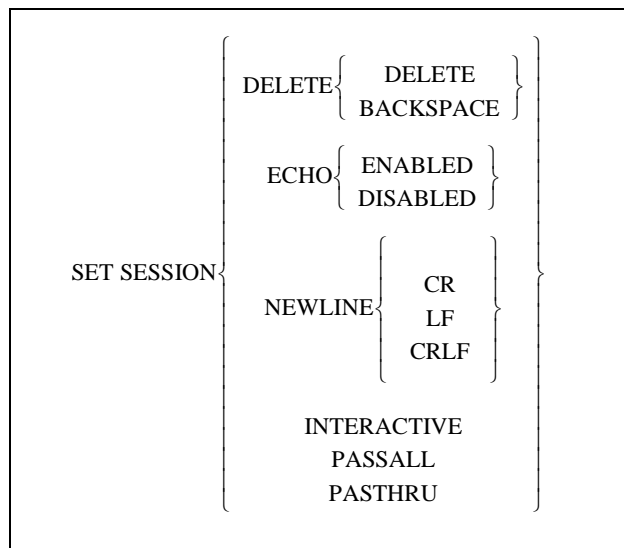 DELETE
DELETE
BACKSPACE
ECHO
ENABLED
DISABLED
SET SESSION
NEWLINE
CR
LF
CRLF
INTERACTIVE
PASSALL
PASTHRU